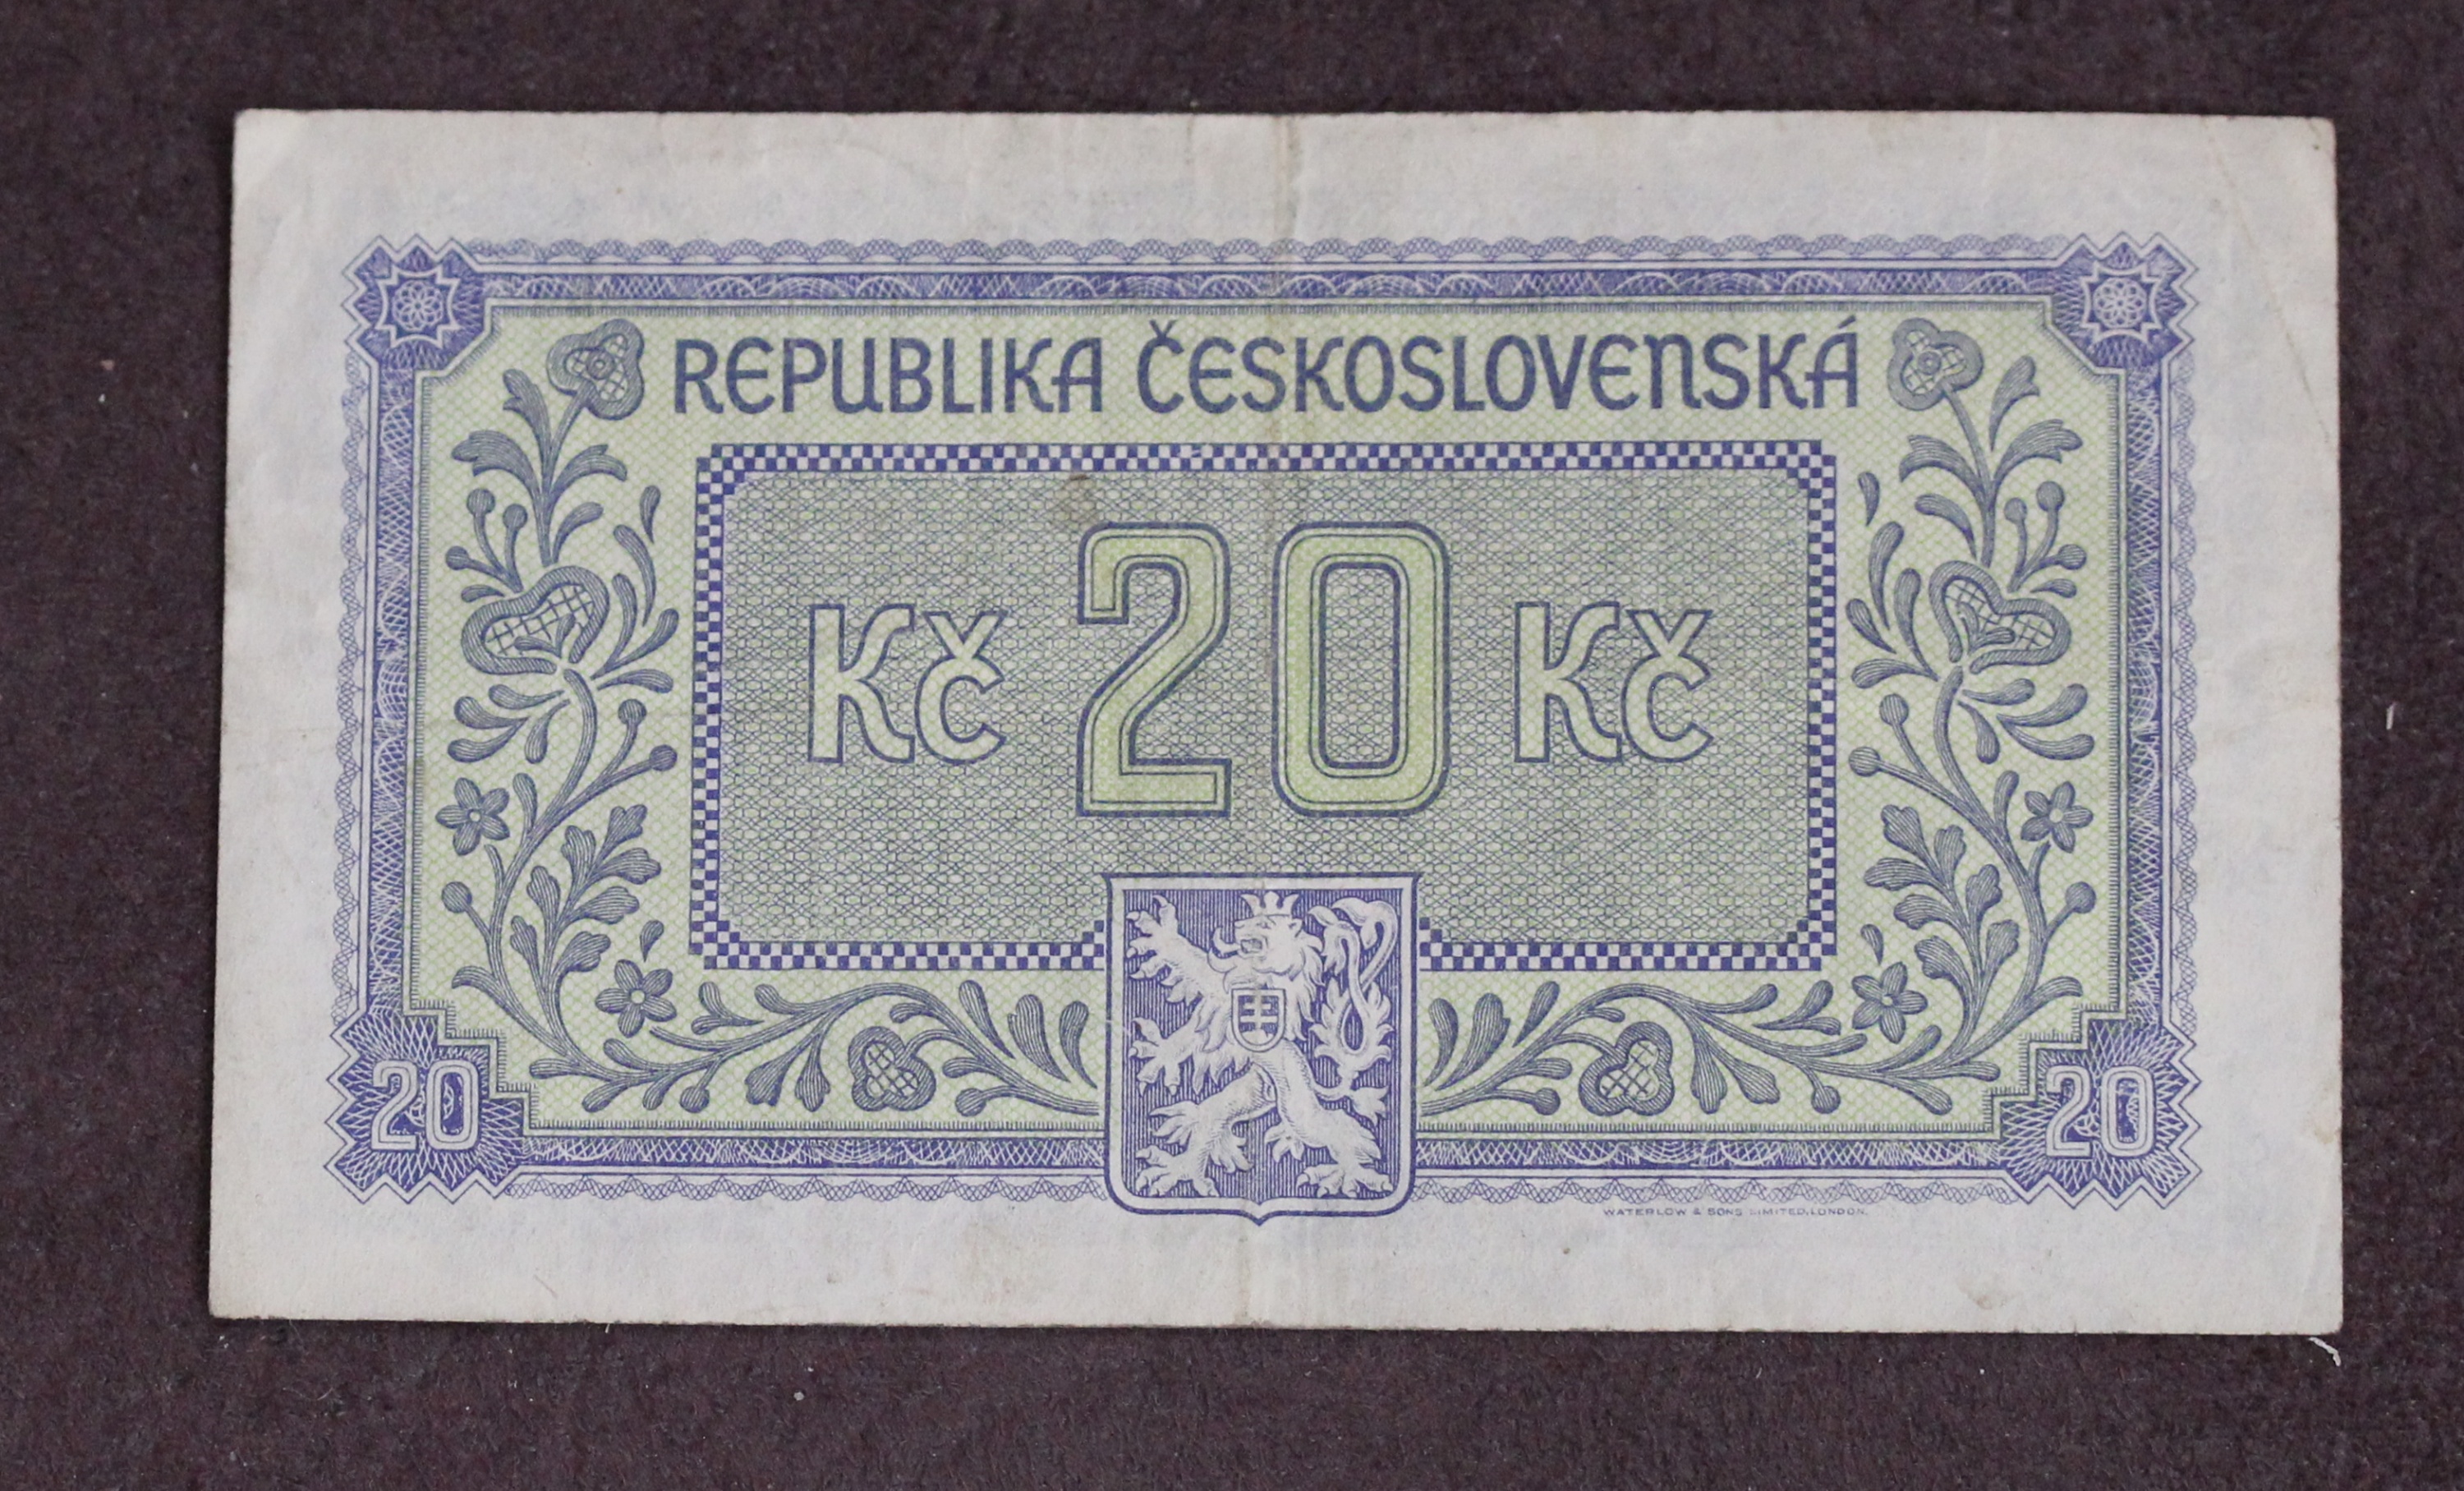 REPUBLIKA ČESKOSLOVENSKÁ
Kč 20 Kč
20 20
WATERLOW & SONS LIMITED, LONDON.